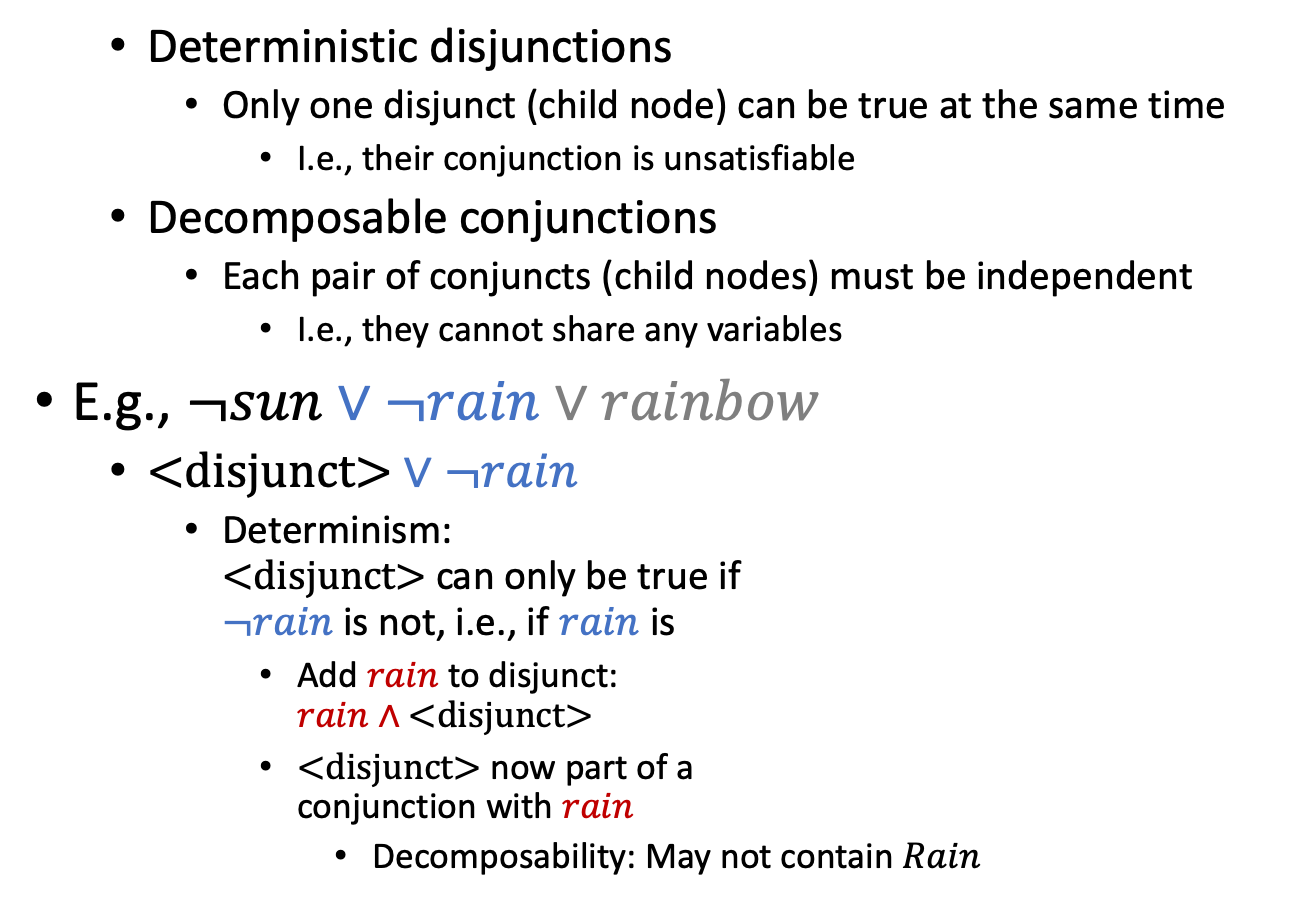 • Deterministic disjunctions
• Only one disjunct (child node) can be true at the same time
• I.e., their conjunction is unsatisfiable
• Decomposable conjunctions
• Each pair of conjuncts (child nodes) must be independent
• I.e., they cannot share any variables
• E.g., ¬sun ∨ ¬rain ∨ rainbow
• <disjunct> ∨ ¬rain
• Determinism:
<disjunct> can only be true if
¬rain is not, i.e., if rain is
• Add rain to disjunct:
rain ∧ <disjunct>
• <disjunct> now part of a
conjunction with rain
• Decomposability: May not contain Rain